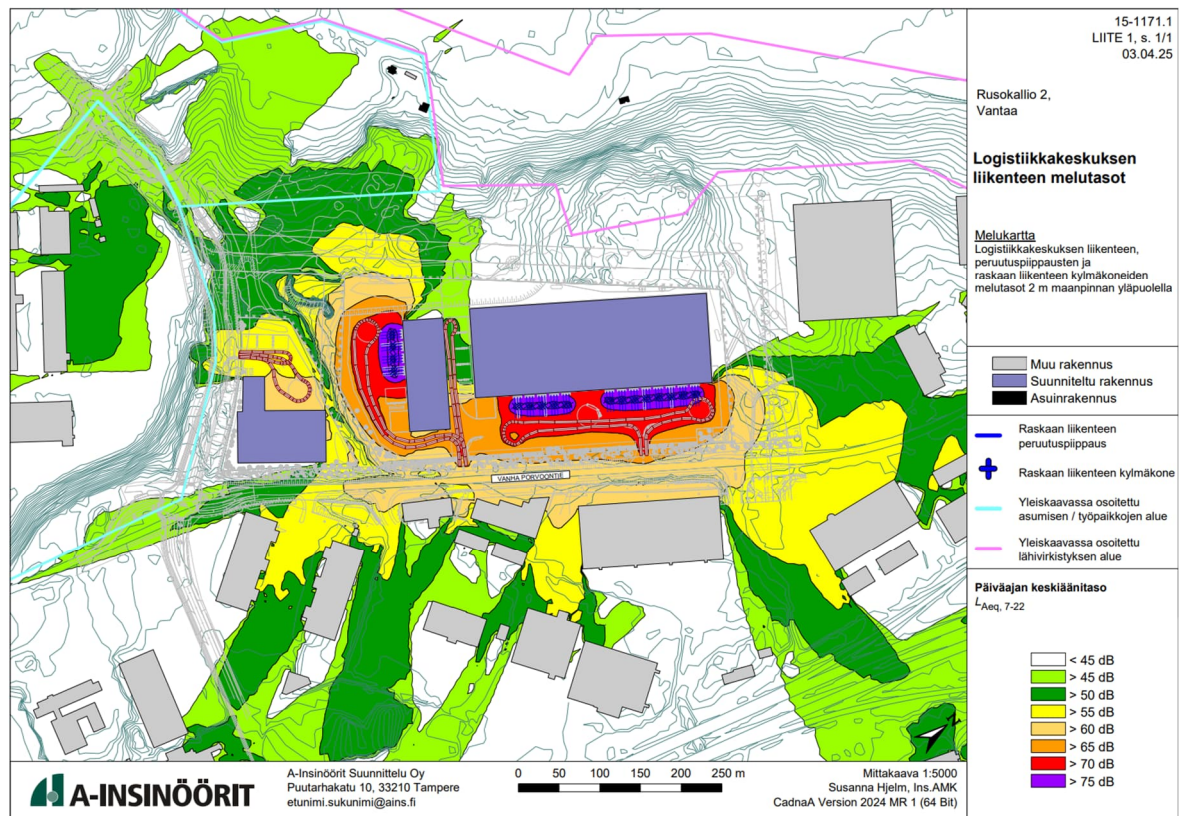 15-1171.1
LIITE 1, s. 1/1
03.04.25
Rusokallio 2,
Vantaa
Logistiikkakeskuksen
liikenteen melutasot
Melukartta
Logistiikkakeskuksen liikenteen,
peruutuspiippausten ja
raskaan liikenteen kylmäkoneiden
melutasot 2 m maanpinnan yläpuolella
Muu rakennus
Suunniteltu rakennus
Asuinrakennus
Raskaan liikenteen
peruutuspiippaus
Raskaan liikenteen kylmäkone
Yleiskaavassa osoitettu
asumisen / työpaikkojen alue
Yleiskaavassa osoitettu
lähivirkistyksen alue
Päiväajan keskiäänitaso
LAeq, 7-22
< 45 dB
> 45 dB
> 50 dB
> 55 dB
> 60 dB
> 65 dB
> 70 dB
> 75 dB
VANHA PORVOONTIE
N
A-INSINÖÖRIT
A-Insinöörit Suunnittelu Oy
Puutarhakatu 10, 33210 Tampere
etunimi.sukunimi@ains.fi
0 50 100 150 200 250 m
Mittakaava 1:5000
Susanna Hjelm, Ins.AMK
CadnaA Version 2024 MR 1 (64 Bit)